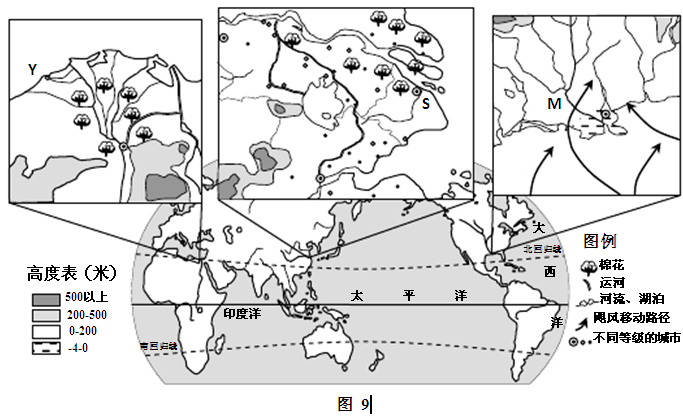 Y
S
M
大
西
洋
北回归线
太 平 洋
印度洋
南回归线
高度表（米）
500以上
200-500
0-200
-4-0
图例
棉花
运河
河流、湖泊
飓风移动路径
不同等级的城市
图 9